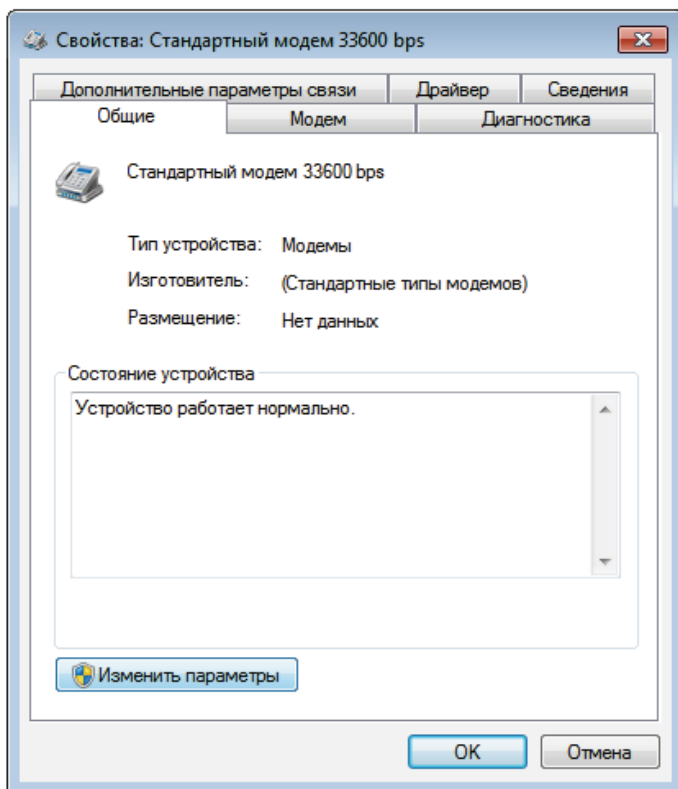 Свойства: Стандартный модем 33600 bps
Дополнительные параметры связи Драйвер Сведения
Общие Модем Диагностика
Стандартный модем 33600 bps
Тип устройства: Модемы
Изготовитель: (Стандартные типы модемов)
Размещение: Нет данных
Состояние устройства
Устройство работает нормально.
Изменить параметры
OK Отмена